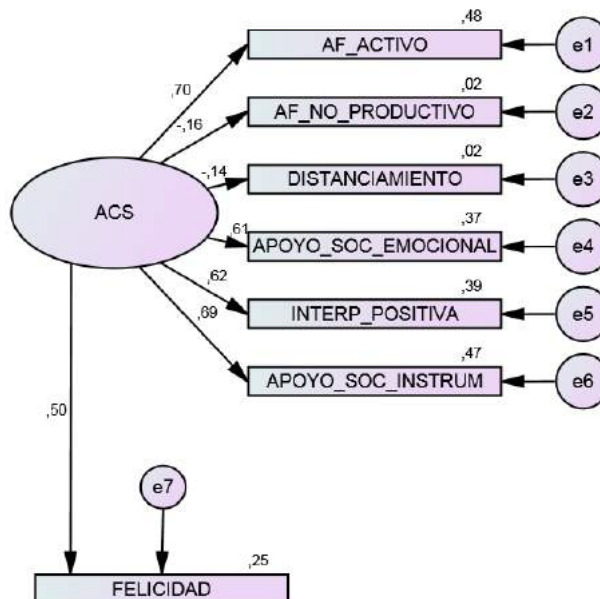 ,48
AF_ACTIVO
e1
,70
,02
-,16
AF_NO_PRODUCTIVO
e2
,02
-,14
DISTANCIAMIENTO
e3
ACS
,37
,61
APOYO_SOC_EMOCIONAL
e4
,39
,62
INTERP_POSITIVA
e5
,69
,47
APOYO_SOC_INSTRUM
e6
,50
e7
,25
FELICIDAD